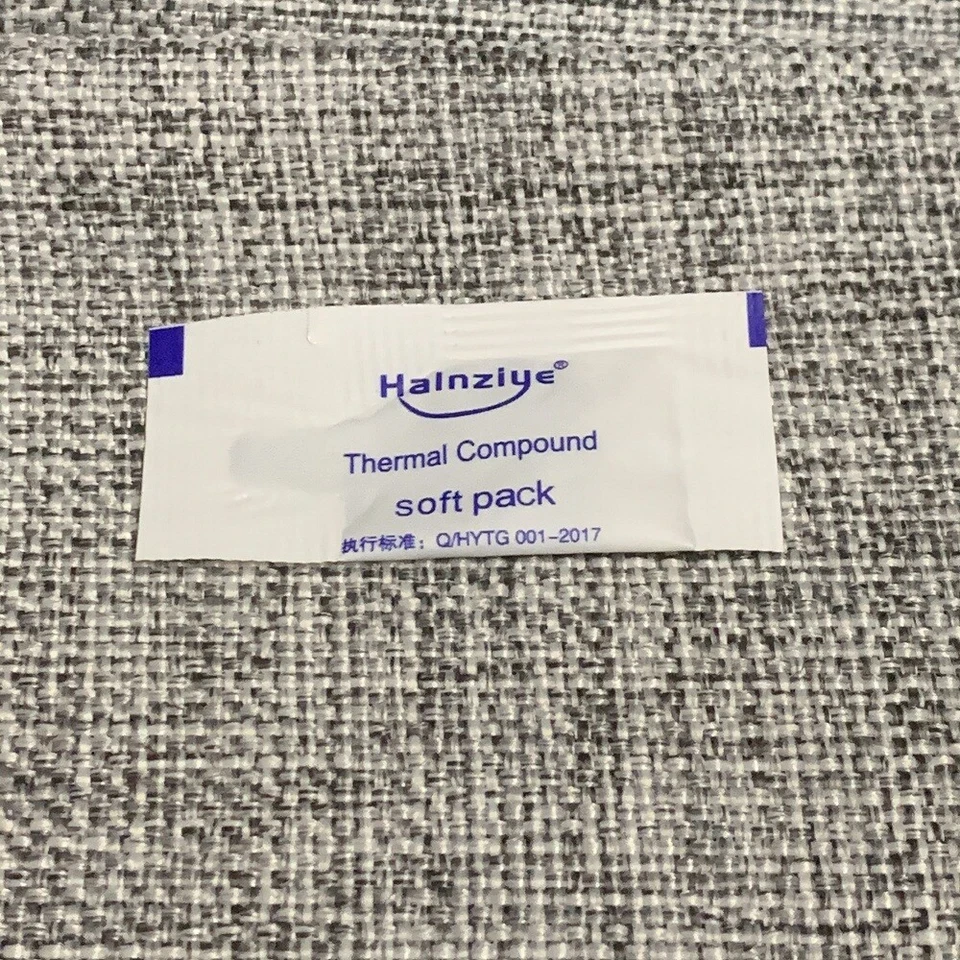 Halnziye®
Thermal Compound
soft pack
执行标准：Q/HYTG 001-2017